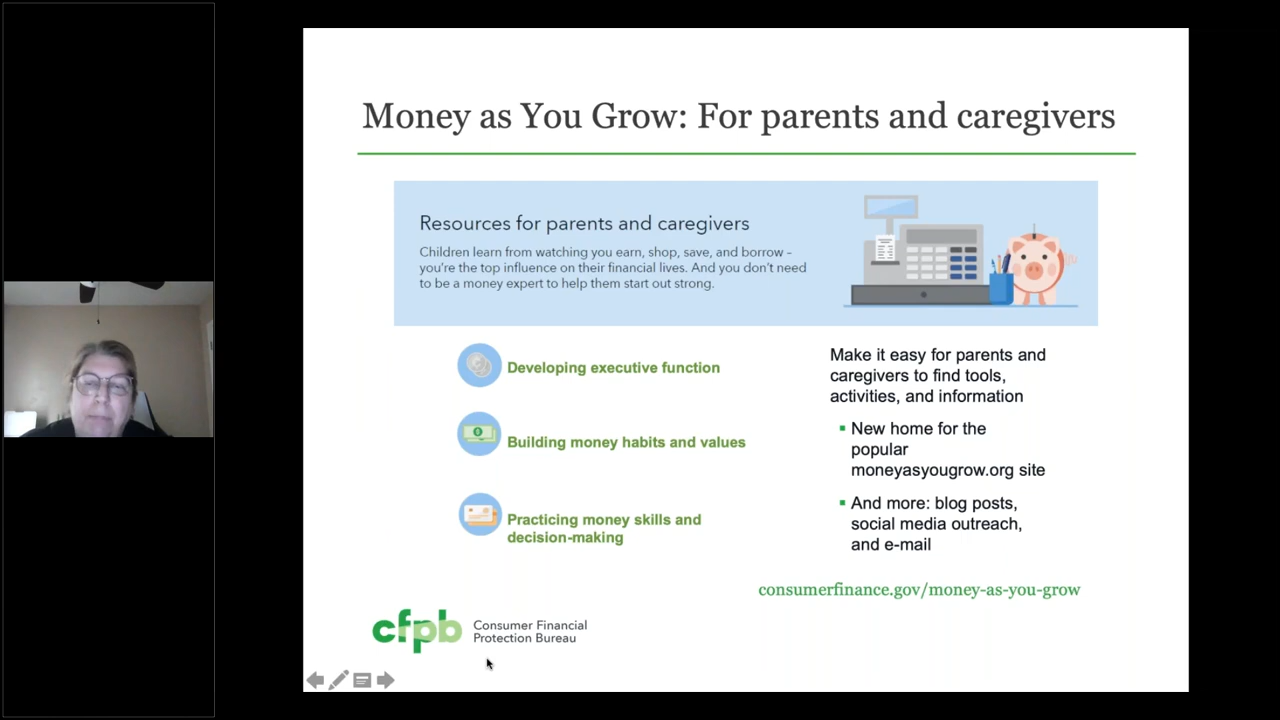 Money as You Grow: For parents and caregivers
Resources for parents and caregivers
Children learn from watching you earn, shop, save, and borrow –
you're the top influence on their financial lives. And you don't need
to be a money expert to help them start out strong.
Developing executive function
Building money habits and values
Practicing money skills and
decision-making
Make it easy for parents and
caregivers to find tools,
activities, and information
▪ New home for the
popular
moneyasyougrow.org site
▪ And more: blog posts,
social media outreach,
and e-mail
consumerfinance.gov/money-as-you-grow
cfpb
Consumer Financial
Protection Bureau